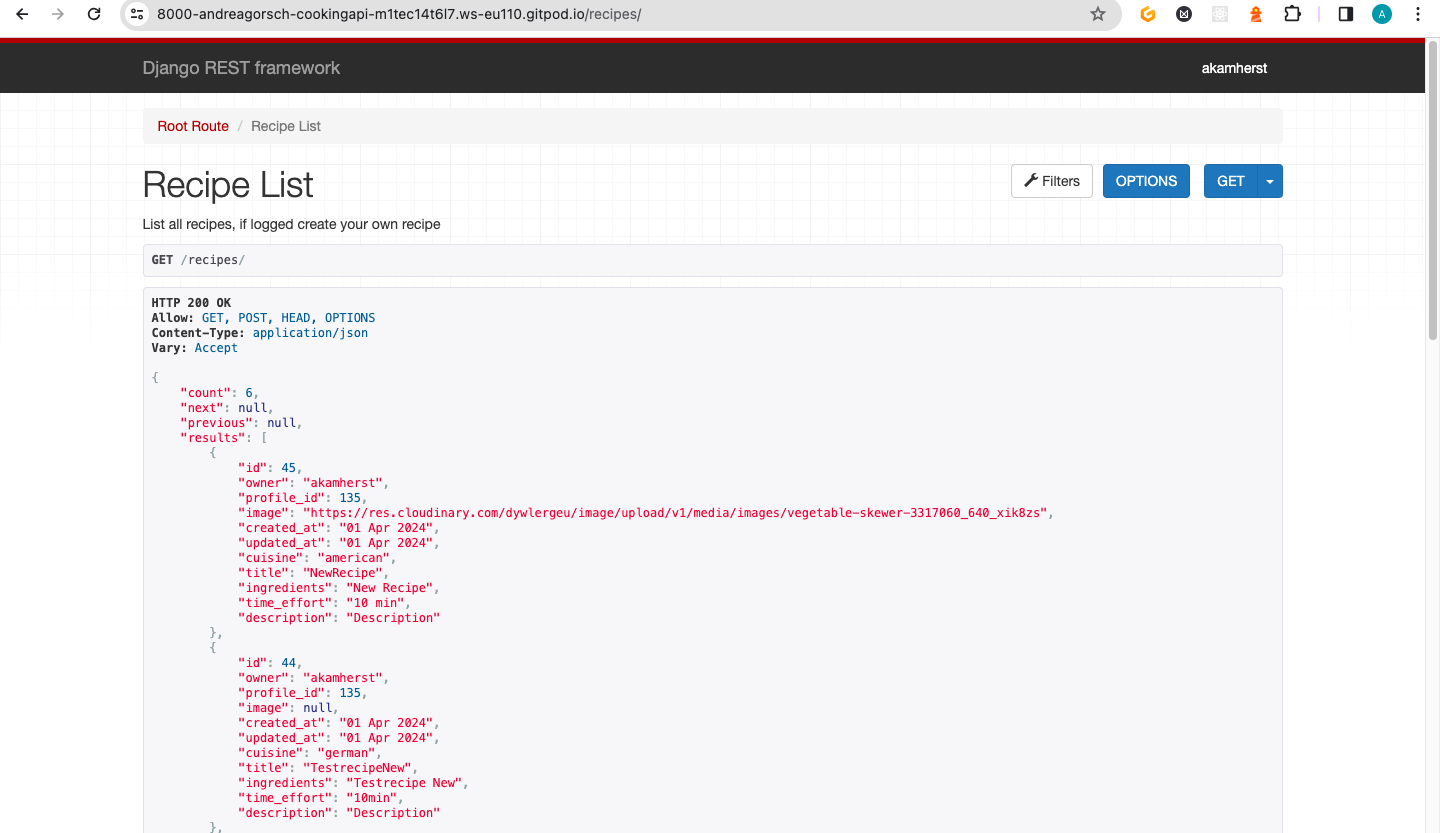 8000-andreagorsch-cookingapi-m1tec14t6l7.ws-eu110.gitpod.io/recipes/
A
Django REST framework
akamherst
Root Route / Recipe List
Recipe List
Filters
OPTIONS
GET
List all recipes, if logged create your own recipe
GET /recipes/
HTTP 200 OK
Allow: GET, POST, HEAD, OPTIONS
Content-Type: application/json
Vary: Accept
{
    "count": 6,
    "next": null,
    "previous": null,
    "results": [
        {
            "id": 45,
            "owner": "akamherst",
            "profile_id": 135,
            "image": "https://res.cloudinary.com/dywlergeu/image/upload/v1/media/images/vegetable-skewer-3317060_640_xik8zs",
            "created_at": "01 Apr 2024",
            "updated_at": "01 Apr 2024",
            "cuisine": "american",
            "title": "NewRecipe",
            "ingredients": "New Recipe",
            "time_effort": "10 min",
            "description": "Description"
        },
        {
            "id": 44,
            "owner": "akamherst",
            "profile_id": 135,
            "image": null,
            "created_at": "01 Apr 2024",
            "updated_at": "01 Apr 2024",
            "cuisine": "german",
            "title": "TestrecipeNew",
            "ingredients": "Testrecipe New",
            "time_effort": "10min",
            "description": "Description"
        },